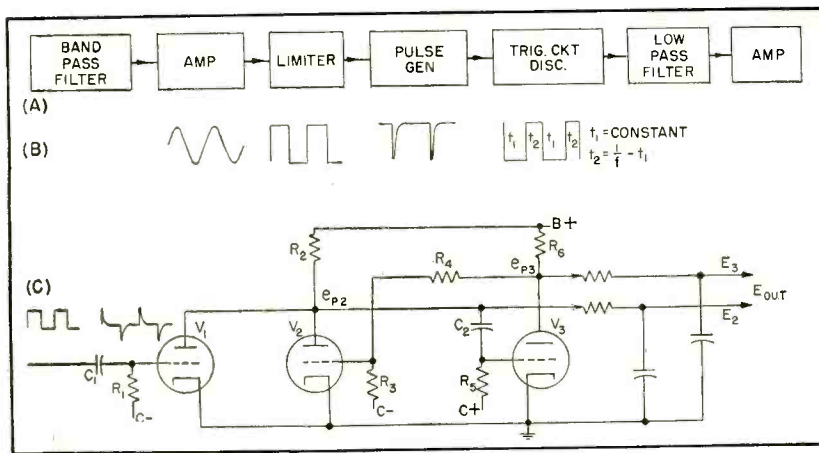 BAND
PASS
FILTER
AMP
LIMITER
PULSE
GEN
TRIG. CKT
DISC.
LOW
PASS
FILTER
AMP
(A)
(B)
t₁ t₂ t₁ t₂
t₁ = CONSTANT
t₂ = 1/f - t₁
B+
R₂
R₆
R₄
eₚ₂
eₚ₃
E₃
E_OUT
E₂
(C)
V₁
V₂
C₂
V₃
C₁
R₁
C-
R₃
C-
R₅
C+